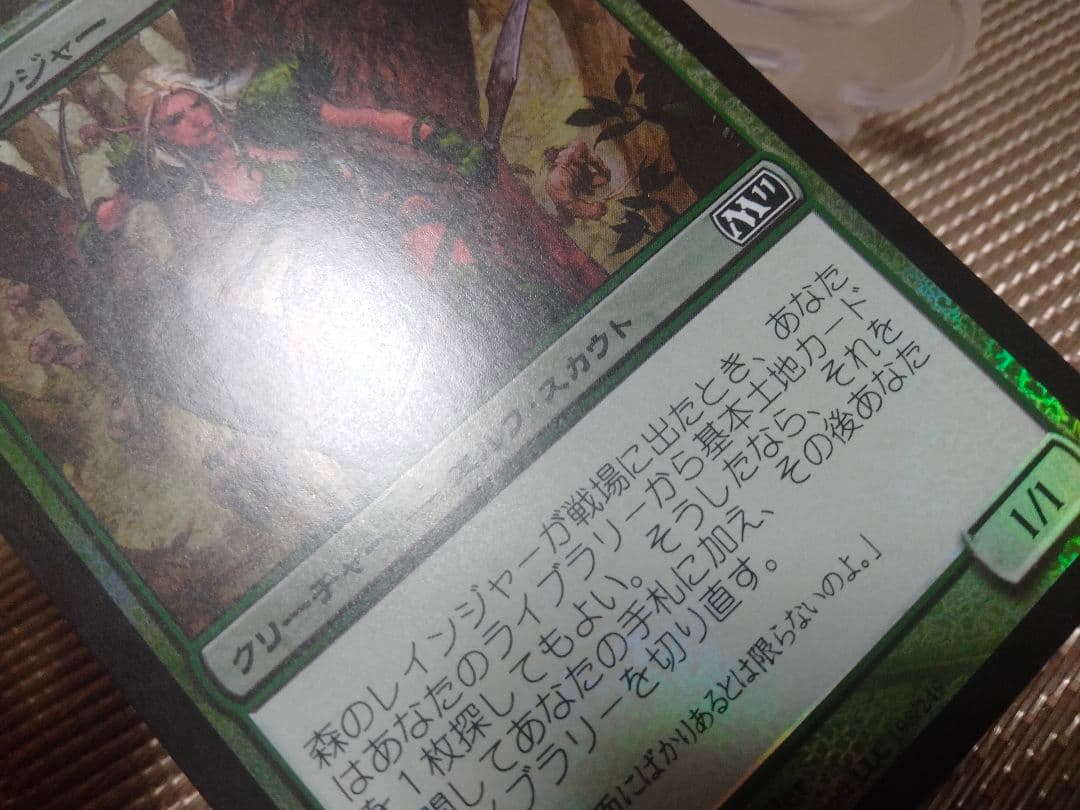 ンジャー
クリーチャー ― エルフ・スカウト
M11
森のレインジャーが戦場に出たとき、あなた
はあなたのライブラリーから基本土地カード
を１枚探してもよい。そうしたなら、それを
開してあなたの手札に加え、その後あなた
ブラリーを切り直す。
面にばかりあるとは限らないのよ。」
1/1